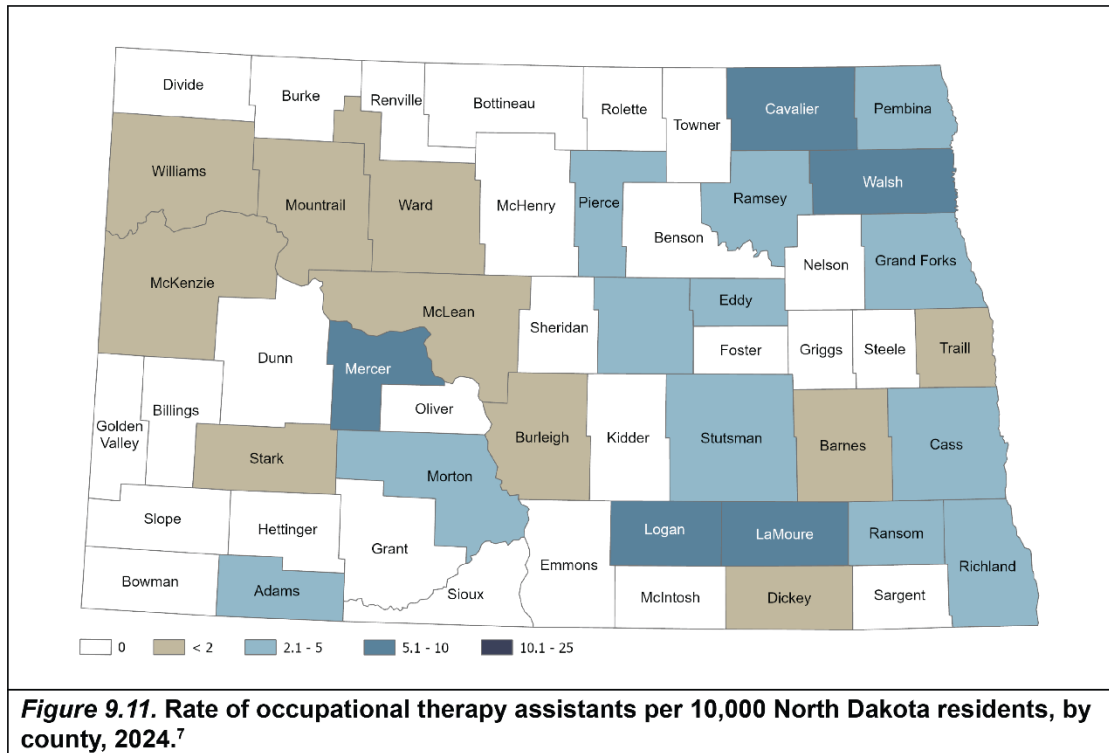 Divide
Burke
Renville
Bottineau
Rolette
Towner
Cavalier
Pembina
Williams
Mountrail
Ward
McHenry
Pierce
Ramsey
Walsh
Benson
Nelson
Grand Forks
McKenzie
McLean
Sheridan
Eddy
Dunn
Mercer
Foster
Griggs
Steele
Traill
Golden
Valley
Billings
Oliver
Burleigh
Kidder
Stutsman
Barnes
Cass
Stark
Morton
Slope
Hettinger
Grant
Logan
LaMoure
Ransom
Richland
Bowman
Adams
Sioux
Emmons
McIntosh
Dickey
Sargent
0 < 2 2.1 - 5 5.1 - 10 10.1 - 25
Figure 9.11. Rate of occupational therapy assistants per 10,000 North Dakota residents, by
county, 2024.7